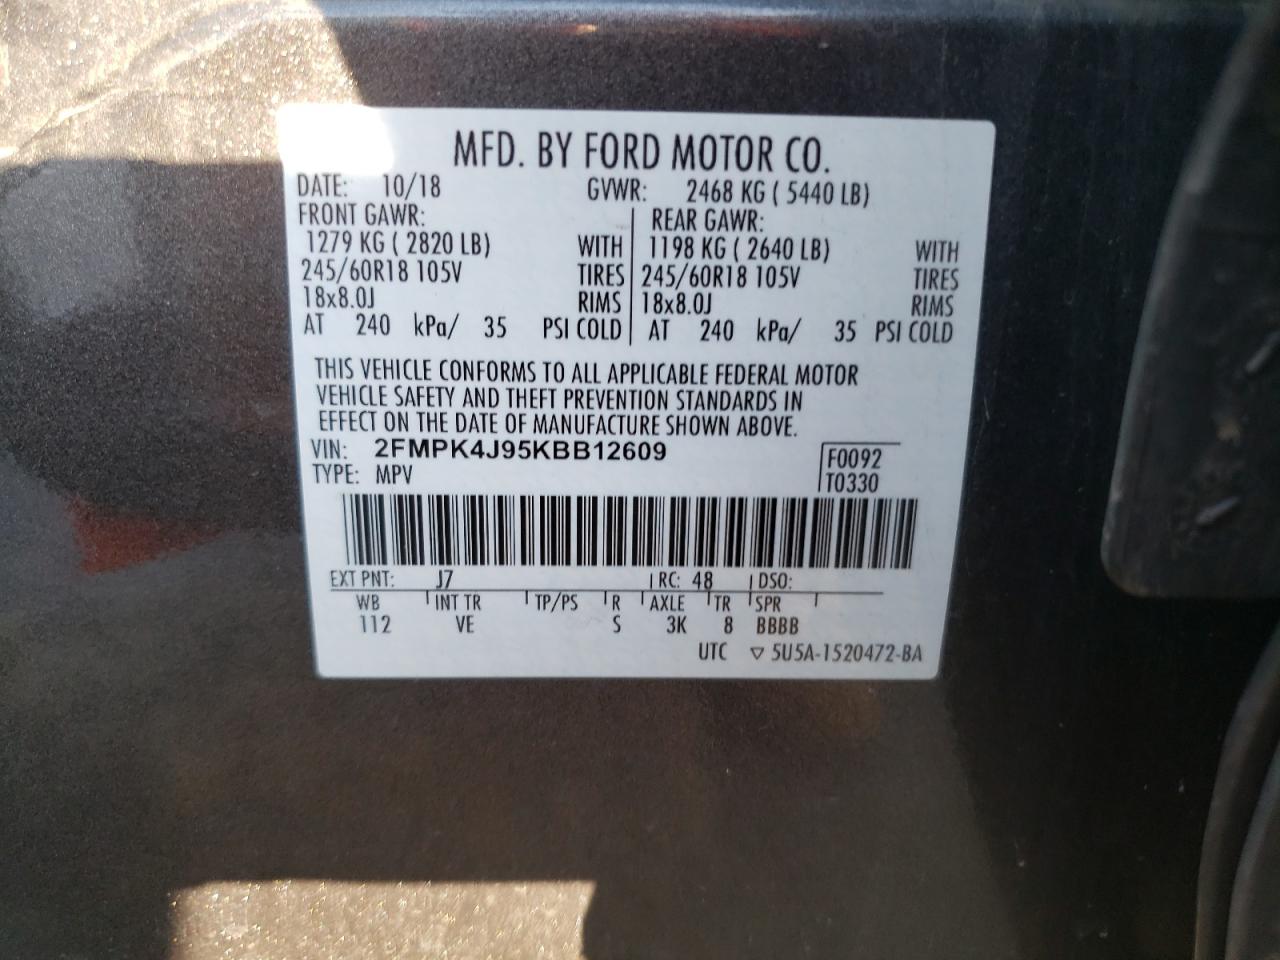 MFD. BY FORD MOTOR CO.
DATE: 10/18 GVWR: 2468 KG ( 5440 LB)
FRONT GAWR: REAR GAWR:
1279 KG ( 2820 LB) WITH 1198 KG ( 2640 LB) WITH
245/60R18 105V TIRES 245/60R18 105V TIRES
18x8.0J RIMS 18x8.0J RIMS
AT 240 kPa/ 35 PSI COLD AT 240 kPa/ 35 PSI COLD
THIS VEHICLE CONFORMS TO ALL APPLICABLE FEDERAL MOTOR
VEHICLE SAFETY AND THEFT PREVENTION STANDARDS IN
EFFECT ON THE DATE OF MANUFACTURE SHOWN ABOVE.
VIN: 2FMPK4J95KBB12609 F0092
TYPE: MPV T0330
EXT PNT: J7 RC: 48 DSO:
WB INT TR TP/PS R AXLE TR SPR
112 VE S 3K 8 BBBB
UTC ▽ 5U5A-1520472-BA